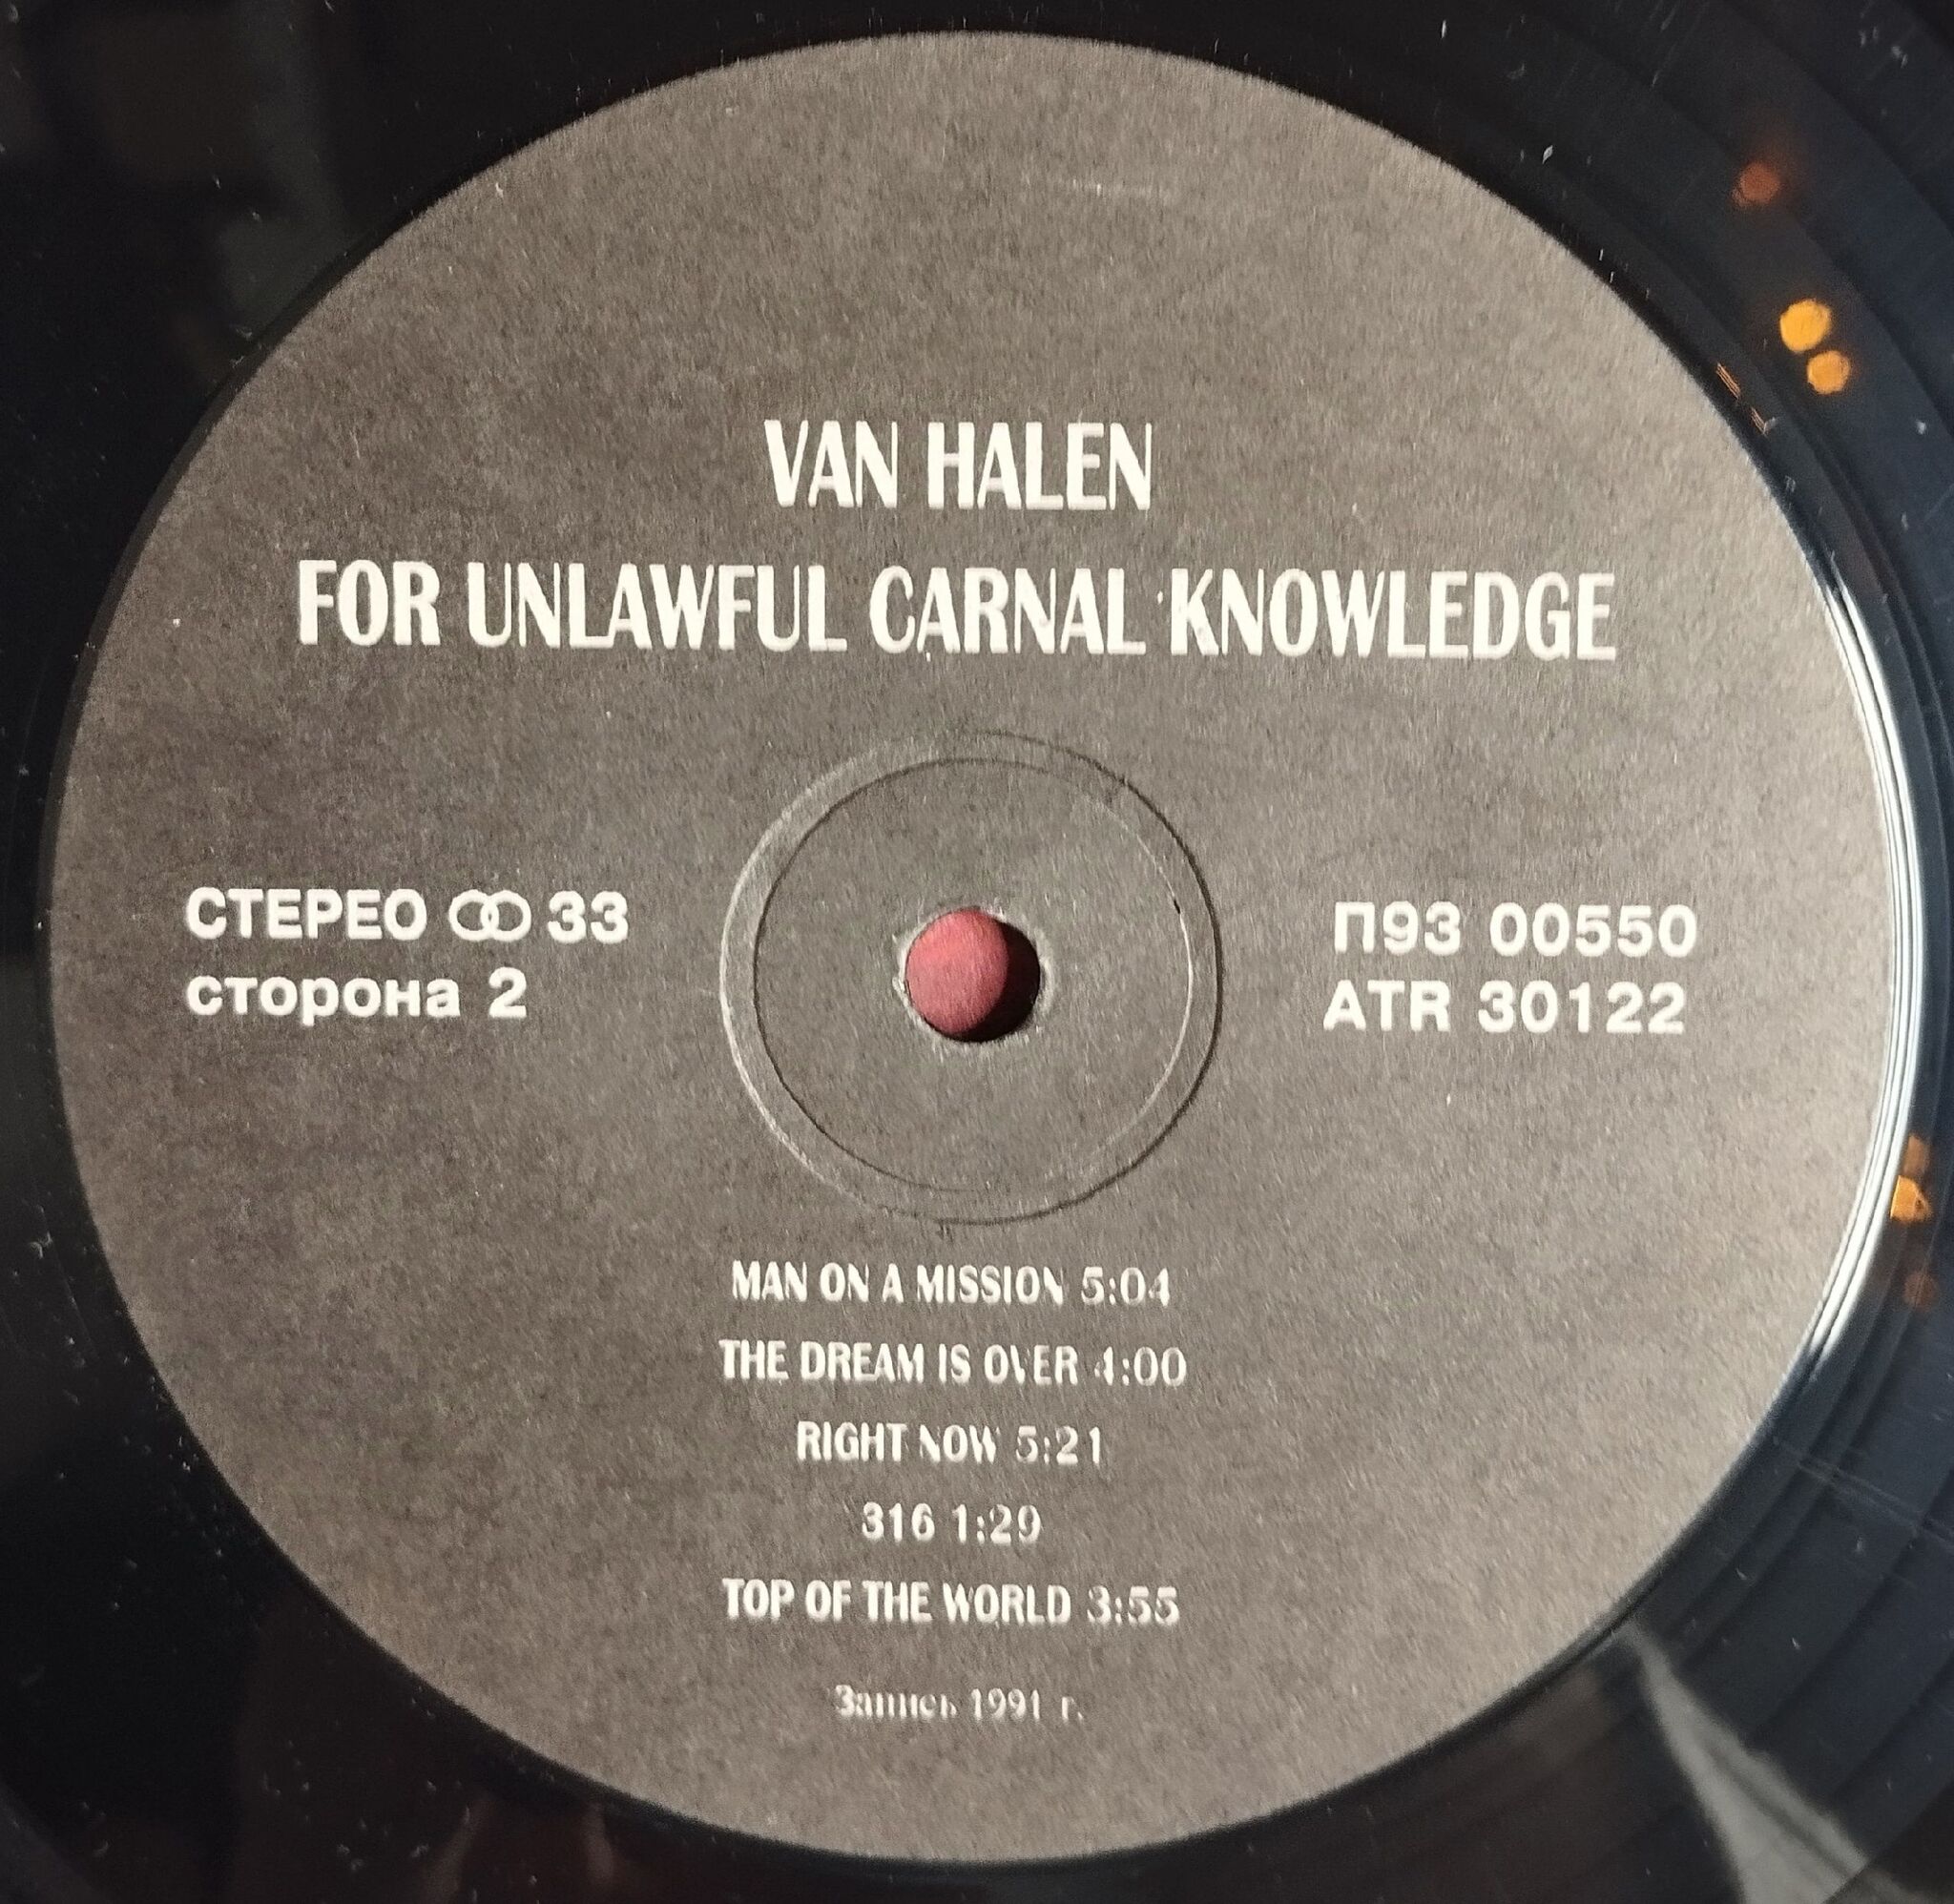 VAN HALEN
FOR UNLAWFUL CARNAL KNOWLEDGE
СТЕРЕО 33
сторона 2
П93 00550
ATR 30122
MAN ON A MISSION 5:04
THE DREAM IS OVER 4:00
RIGHT NOW 5:21
316 1:29
TOP OF THE WORLD 3:55
Запись 1991 г.